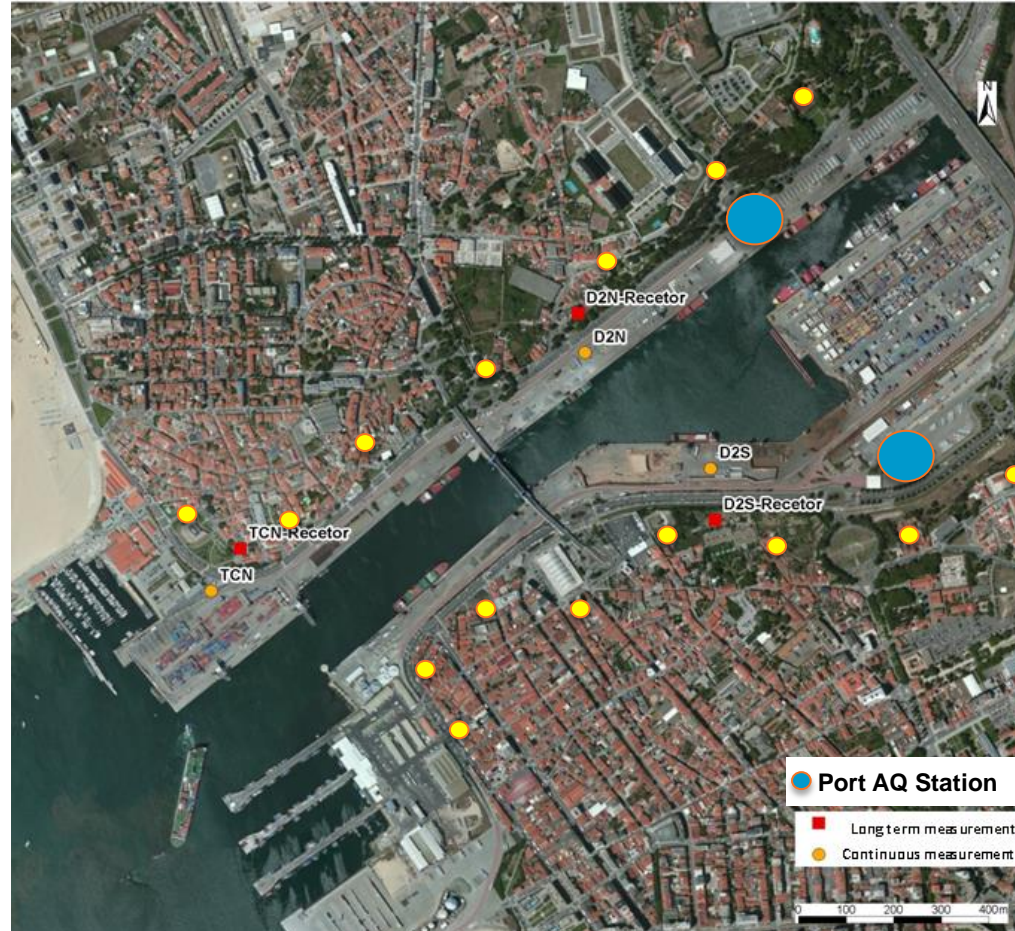 N
D2N-Recetor
D2N
D2S
D2S-Recetor
TCN-Recetor
TCN
Port AQ Station
Long term measurement
Continuous measurement
0 100 200 300 400m